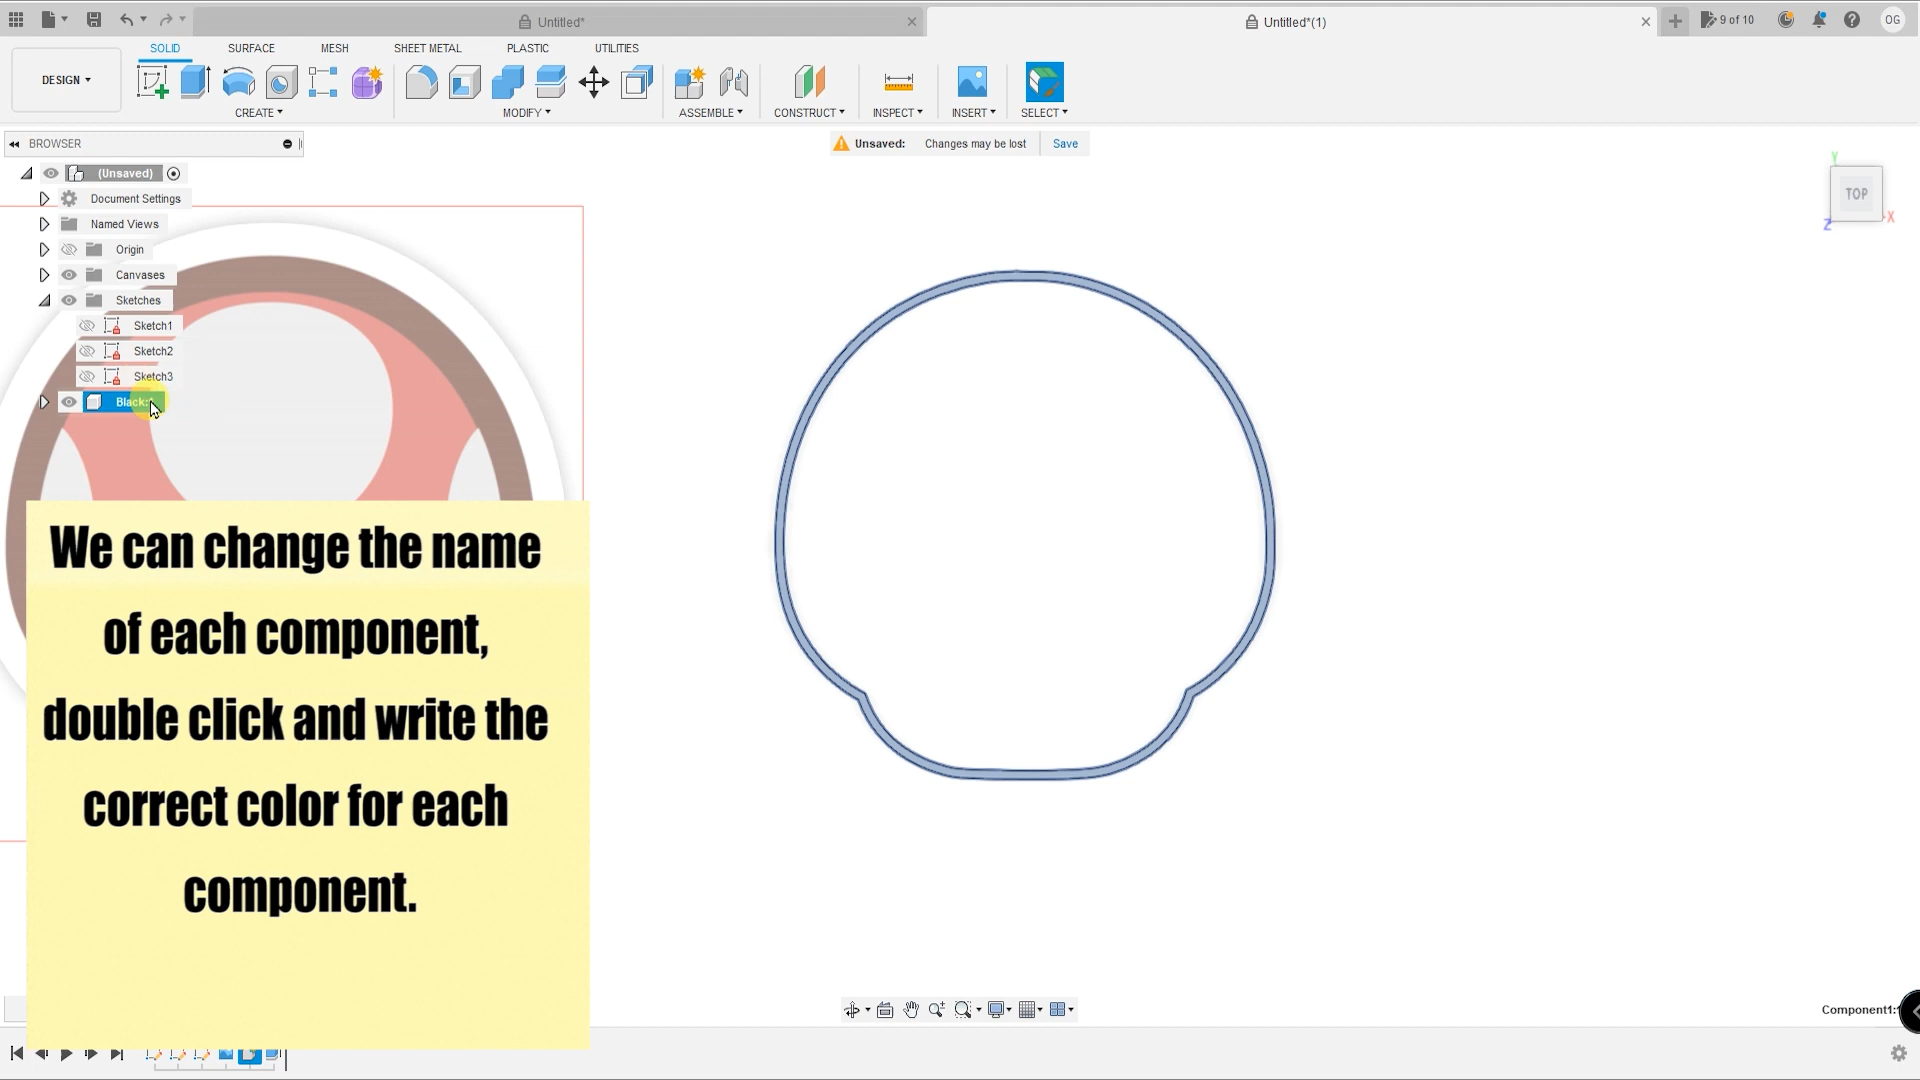 Untitled*
Untitled*(1)
9 of 10
OG
SOLID
SURFACE
MESH
SHEET METAL
PLASTIC
UTILITIES
DESIGN
CREATE
MODIFY
ASSEMBLE
CONSTRUCT
INSPECT
INSERT
SELECT
BROWSER
Unsaved: Changes may be lost
Save
(Unsaved)
Document Settings
Named Views
Origin
Canvases
Sketches
Sketch1
Sketch2
Sketch3
Black:
Y
TOP
X
Z
We can change the name
of each component,
double click and write the
correct color for each
component.
Component1:1